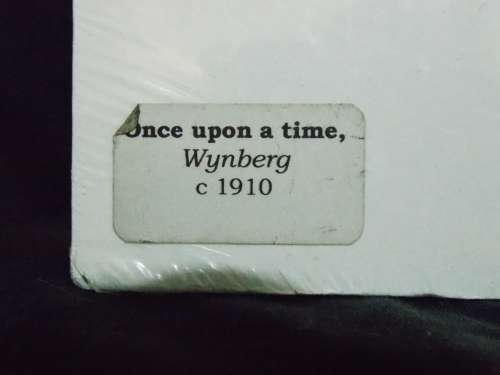 Once upon a time,
Wynberg
c 1910